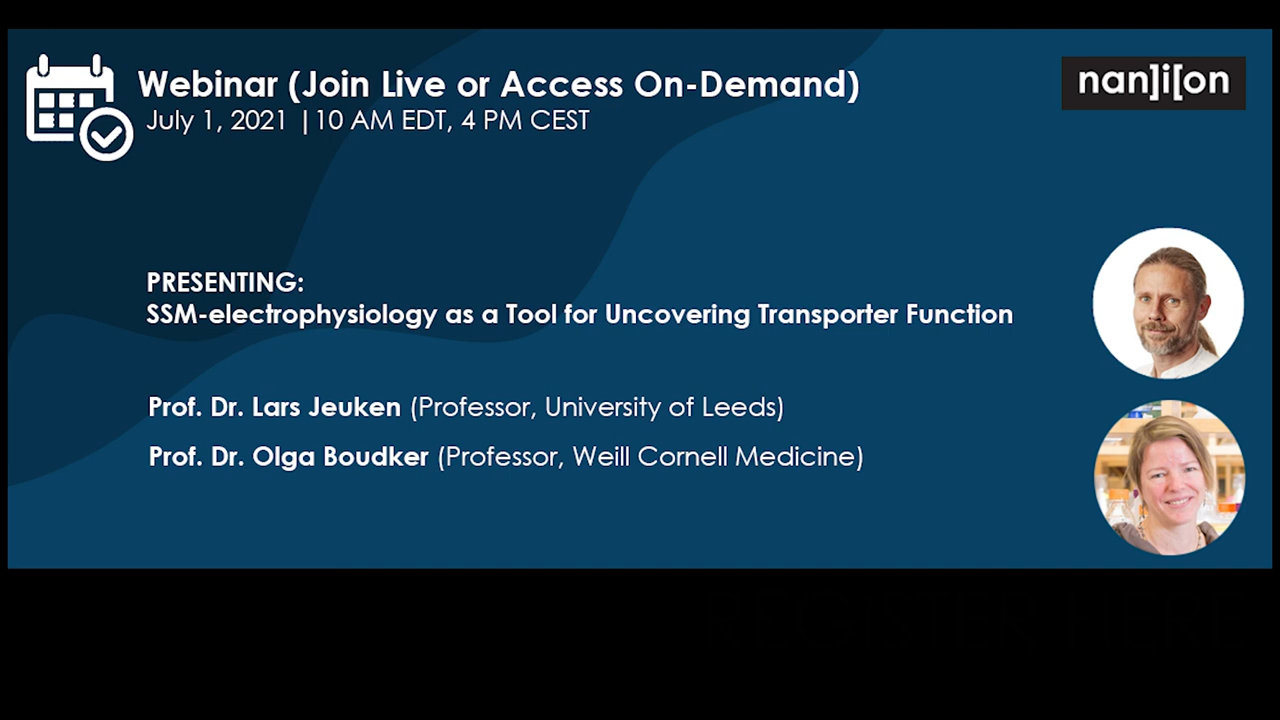 Webinar (Join Live or Access On-Demand)
July 1, 2021 | 10 AM EDT, 4 PM CEST
nan]i[on
PRESENTING:
SSM-electrophysiology as a Tool for Uncovering Transporter Function
Prof. Dr. Lars Jeuken (Professor, University of Leeds)
Prof. Dr. Olga Boudker (Professor, Weill Cornell Medicine)